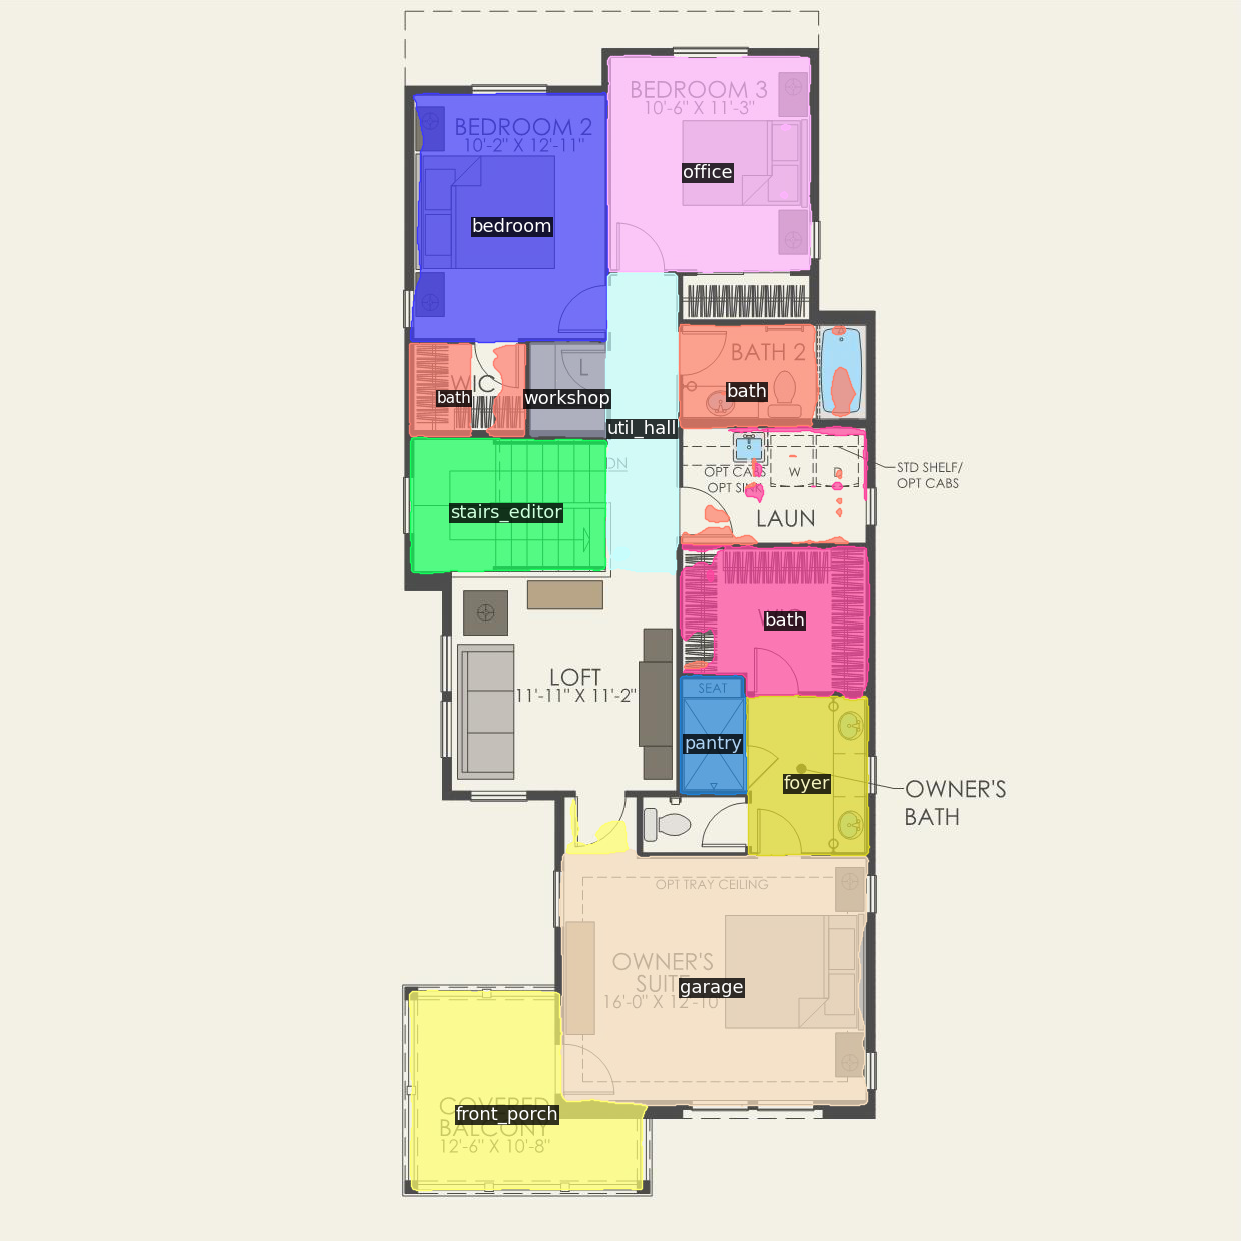 BEDROOM 3
10'-6" X 11'-3"
BEDROOM 2
10'-2" X 12'-11"
office
bedroom
BATH 2
L
WIC
bath
workshop
bath
util_hall
DN
OPT CABS
OPT SINK
W
D
STD SHELF/
OPT CABS
stairs_editor
LAUN
bath
LOFT
11'-11" X 11'-2"
SEAT
pantry
foyer
OWNER'S
BATH
OPT TRAY CEILING
OWNER'S
SUITE
garage
16'-0" X 12'-10"
COVERED
front_porch
BALCONY
12'-6" X 10'-8"